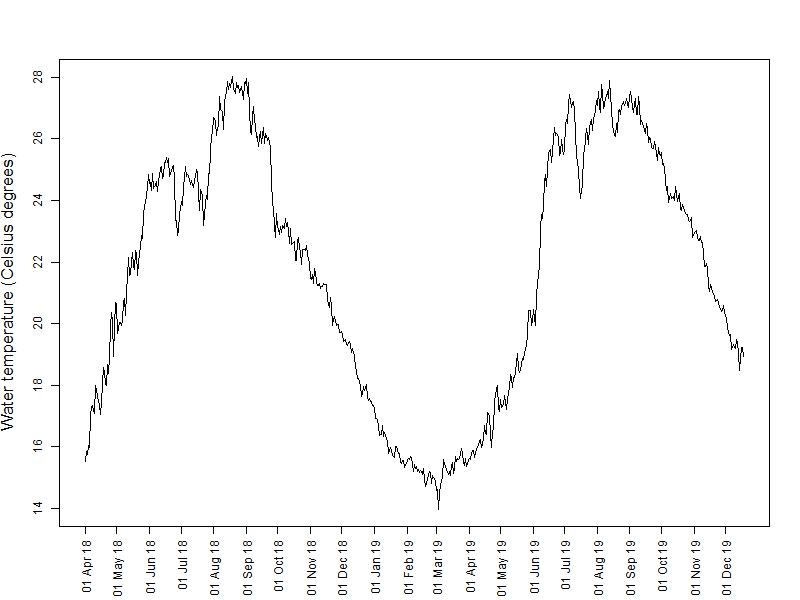 Water temperature (Celsius degrees)
28
26
24
22
20
18
16
14
01 Apr 18
01 May 18
01 Jun 18
01 Jul 18
01 Aug 18
01 Sep 18
01 Oct 18
01 Nov 18
01 Dec 18
01 Jan 19
01 Feb 19
01 Mar 19
01 Apr 19
01 May 19
01 Jun 19
01 Jul 19
01 Aug 19
01 Sep 19
01 Oct 19
01 Nov 19
01 Dec 19